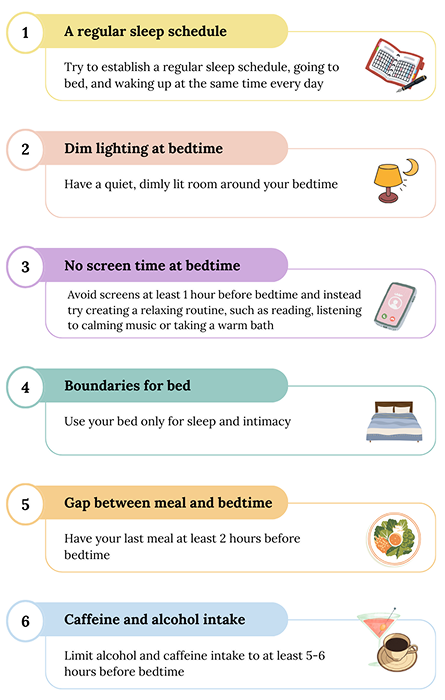 1
A regular sleep schedule
Try to establish a regular sleep schedule, going to
bed, and waking up at the same time every day
2
Dim lighting at bedtime
Have a quiet, dimly lit room around your bedtime
3
No screen time at bedtime
Avoid screens at least 1 hour before bedtime and instead
try creating a relaxing routine, such as reading, listening
to calming music or taking a warm bath
4
Boundaries for bed
Use your bed only for sleep and intimacy
5
Gap between meal and bedtime
Have your last meal at least 2 hours before
bedtime
6
Caffeine and alcohol intake
Limit alcohol and caffeine intake to at least 5-6
hours before bedtime